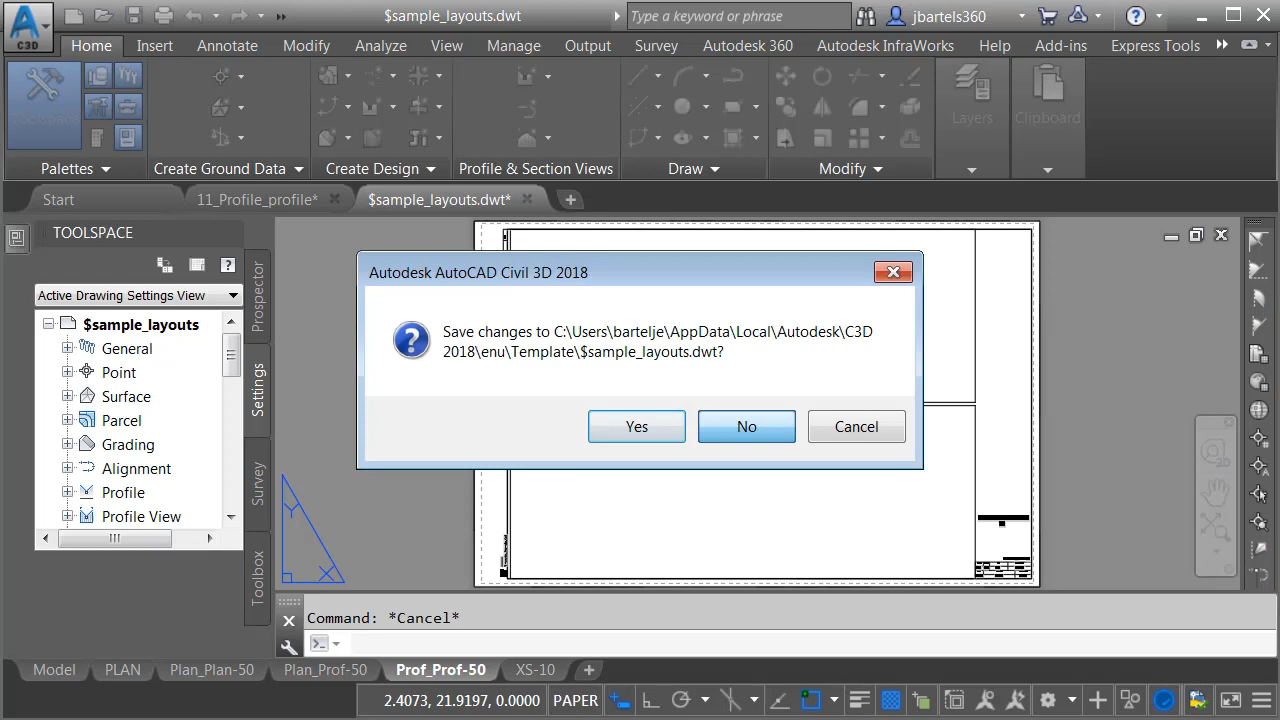 $sample_layouts.dwt
Type a keyword or phrase
jbartels360
C3D
Home Insert Annotate Modify Analyze View Manage Output Survey Autodesk 360 Autodesk InfraWorks Help Add-ins Express Tools
Layers
Clipboard
Palettes
Create Ground Data
Create Design
Profile & Section Views
Draw
Modify
Start
11_Profile_profile*
$sample_layouts.dwt*
TOOLSPACE
Active Drawing Settings View
$sample_layouts
General
Point
Surface
Parcel
Grading
Alignment
Profile
Profile View
Prospector
Settings
Survey
Toolbox
Autodesk AutoCAD Civil 3D 2018
Save changes to C:\Users\bartelje\AppData\Local\Autodesk\C3D
2018\enu\Template\$sample_layouts.dwt?
Yes
No
Cancel
Y
X
Command: *Cancel*
Model PLAN Plan_Plan-50 Plan_Prof-50 Prof_Prof-50 XS-10
2.4073, 21.9197, 0.0000 PAPER